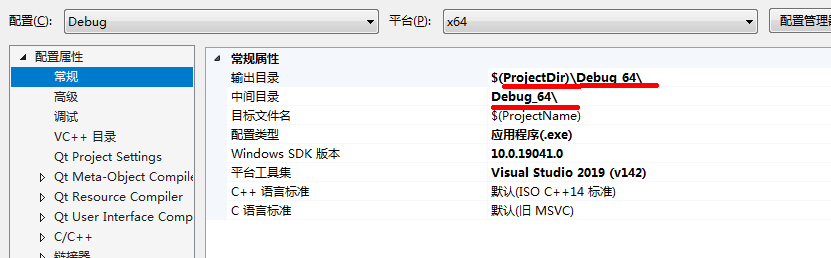 配置(C): Debug 平台(P): x64 配置管理器
配置属性
常规
高级
调试
VC++ 目录
Qt Project Settings
Qt Meta-Object Compile
Qt Resource Compiler
Qt User Interface Comp
C/C++
链接器
常规属性
输出目录 $(ProjectDir)\Debug_64\
中间目录 Debug_64\
目标文件名 $(ProjectName)
配置类型 应用程序(.exe)
Windows SDK 版本 10.0.19041.0
平台工具集 Visual Studio 2019 (v142)
C++ 语言标准 默认(ISO C++14 标准)
C 语言标准 默认(旧 MSVC)